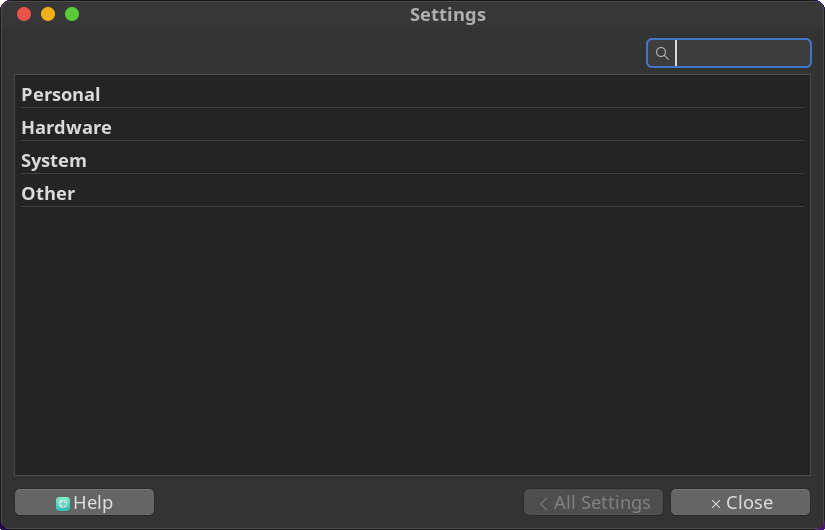 Settings
Personal
Hardware
System
Other
Help
All Settings
Close